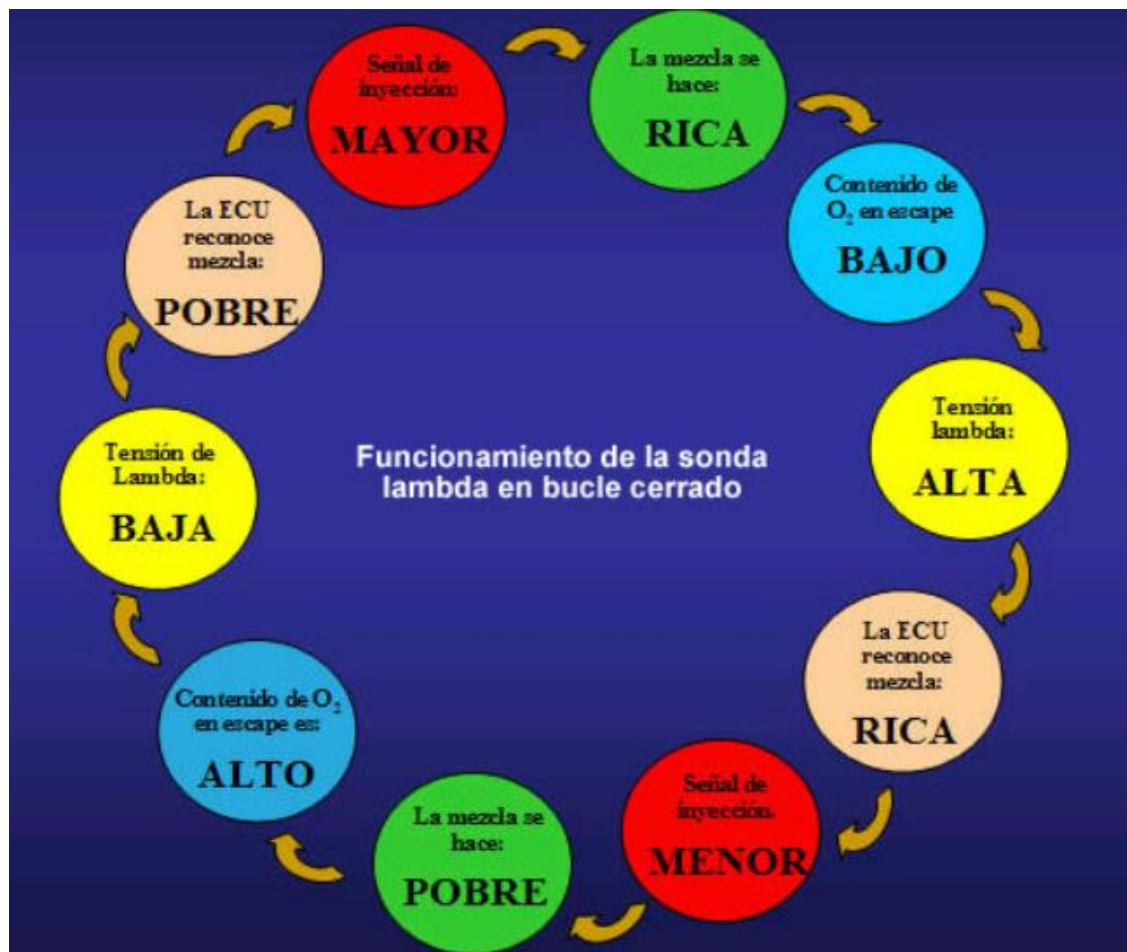 Señal de
inyección:
MAYOR
La mezcla se
hace:
RICA
Contenido de
O₂ en escape
BAJO
Tensión
lambda:
ALTA
La ECU
reconoce
mezcla:
RICA
Señal de
inyección.
MENOR
La mezcla se
hace:
POBRE
Contenido de O₂
en escape es:
ALTO
Tensión de
Lambda:
BAJA
La ECU
reconoce
mezcla:
POBRE
Funcionamiento de la sonda
lambda en bucle cerrado